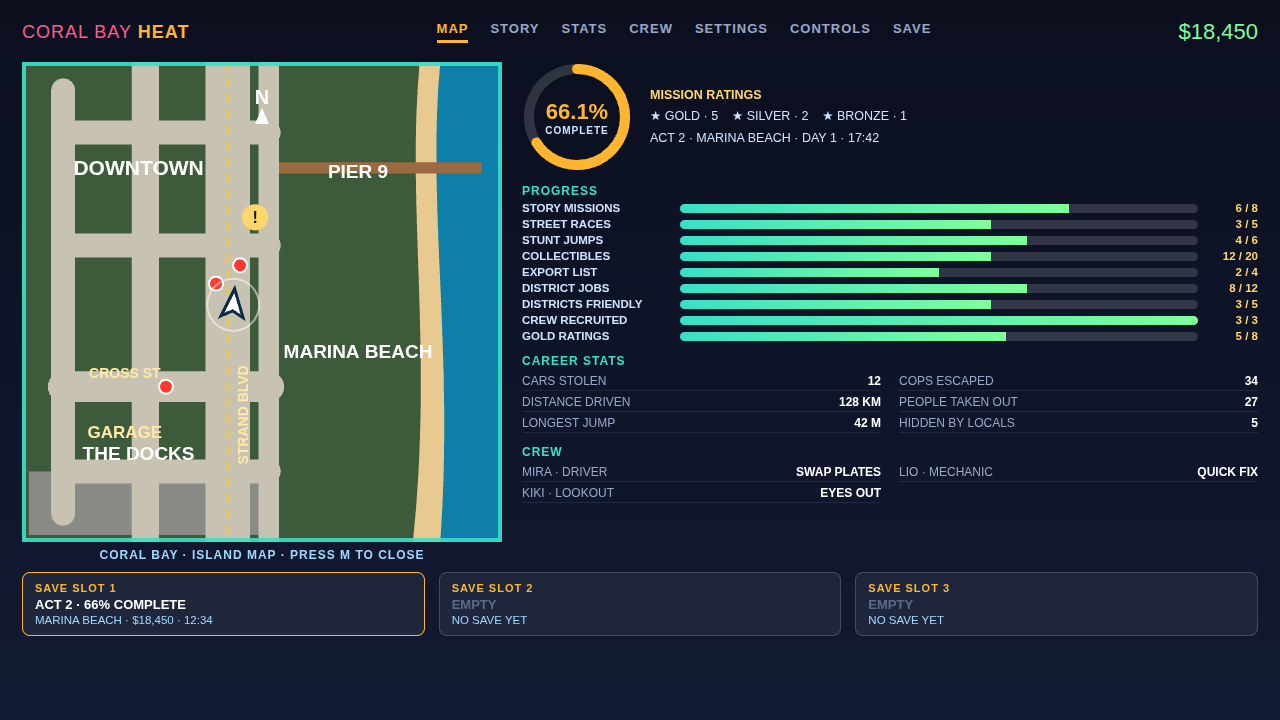 CORAL BAY HEAT
MAP STORY STATS CREW SETTINGS CONTROLS SAVE
$18,450
N
DOWNTOWN
PIER 9
!
MARINA BEACH
CROSS ST
STRAND BLVD
GARAGE
THE DOCKS
CORAL BAY · ISLAND MAP · PRESS M TO CLOSE
66.1%
COMPLETE
MISSION RATINGS
★ GOLD · 5 ★ SILVER · 2 ★ BRONZE · 1
ACT 2 · MARINA BEACH · DAY 1 · 17:42
PROGRESS
STORY MISSIONS 6 / 8
STREET RACES 3 / 5
STUNT JUMPS 4 / 6
COLLECTIBLES 12 / 20
EXPORT LIST 2 / 4
DISTRICT JOBS 8 / 12
DISTRICTS FRIENDLY 3 / 5
CREW RECRUITED 3 / 3
GOLD RATINGS 5 / 8
CAREER STATS
CARS STOLEN 12 COPS ESCAPED 34
DISTANCE DRIVEN 128 KM PEOPLE TAKEN OUT 27
LONGEST JUMP 42 M HIDDEN BY LOCALS 5
CREW
MIRA · DRIVER SWAP PLATES LIO · MECHANIC QUICK FIX
KIKI · LOOKOUT EYES OUT
SAVE SLOT 1
ACT 2 · 66% COMPLETE
MARINA BEACH · $18,450 · 12:34
SAVE SLOT 2
EMPTY
NO SAVE YET
SAVE SLOT 3
EMPTY
NO SAVE YET